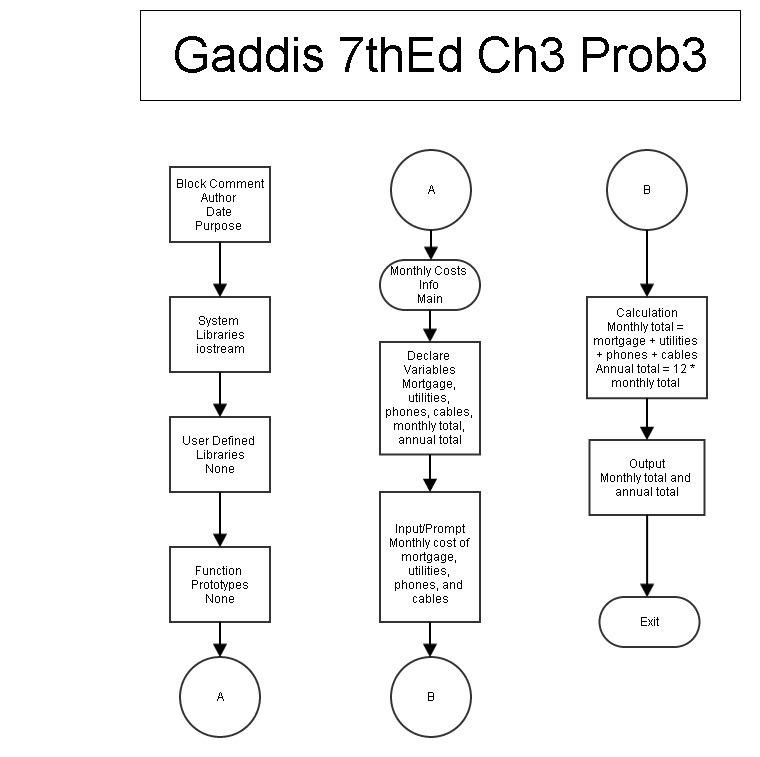 Gaddis 7thEd Ch3 Prob3
Block Comment
Author
Date
Purpose
System
Libraries
iostream
User Defined
Libraries
None
Function
Prototypes
None
A
A
Monthly Costs
Info
Main
Declare
Variables
Mortgage,
utilities,
phones, cables,
monthly total,
annual total
Input/Prompt
Monthly cost of
mortgage,
utilities,
phones, and
cables
B
B
Calculation
Monthly total =
mortgage + utilities
+ phones + cables
Annual total = 12 *
monthly total
Output
Monthly total and
annual total
Exit